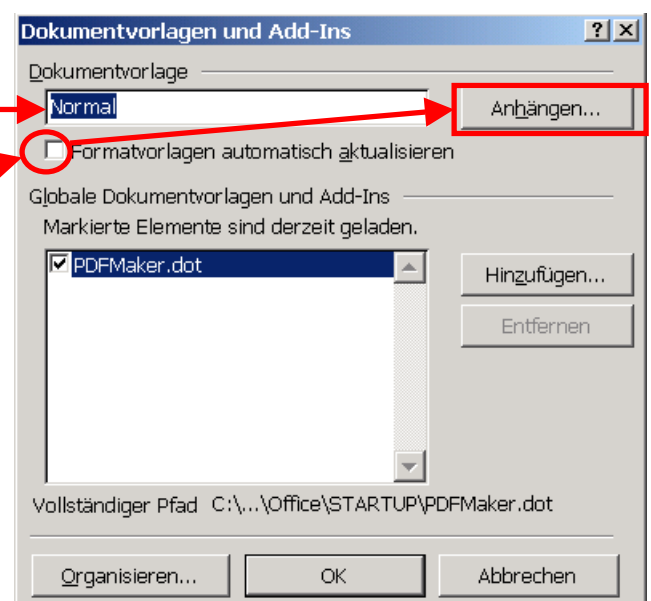 Dokumentvorlagen und Add-Ins
Dokumentvorlage
Normal
Anhängen...
Formatvorlagen automatisch aktualisieren
Globale Dokumentvorlagen und Add-Ins
Markierte Elemente sind derzeit geladen.
PDFMaker.dot
Hinzufügen...
Entfernen
Vollständiger Pfad C:\...\Office\STARTUP\PDFMaker.dot
Organisieren... OK Abbrechen